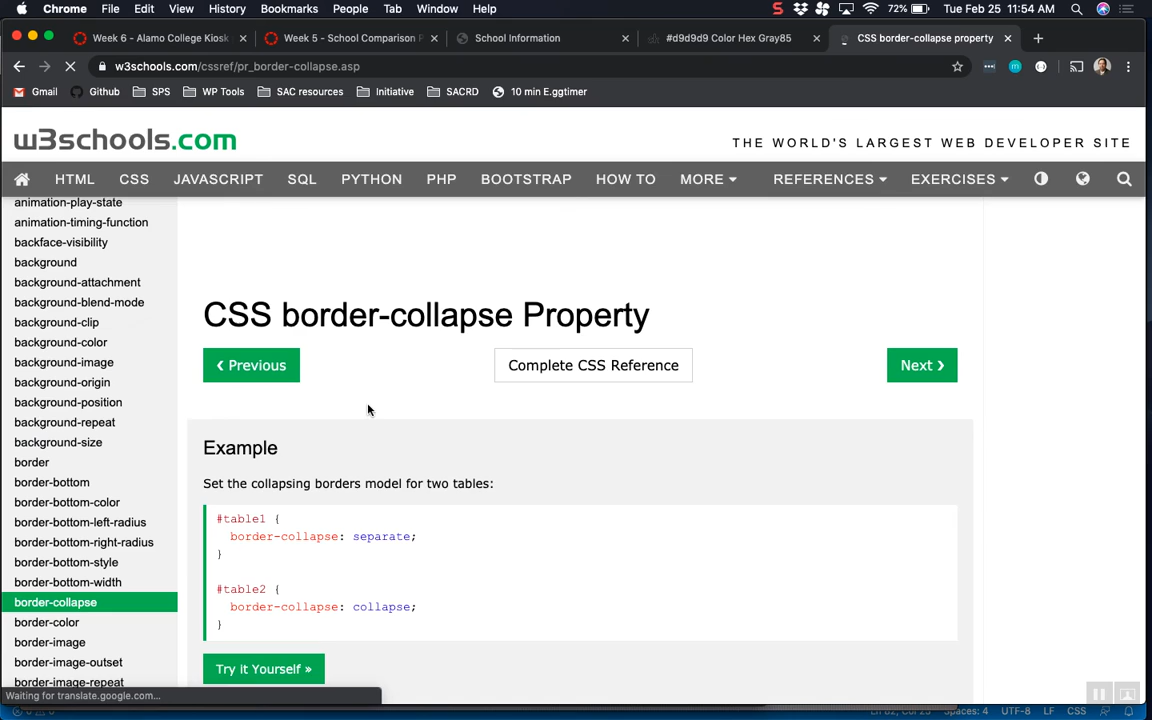 Chrome File Edit View History Bookmarks People Tab Window Help 72% Tue Feb 25 11:54 AM
Week 6 - Alamo College Kiosk Week 5 - School Comparison P School Information #d9d9d9 Color Hex Gray85 CSS border-collapse property
w3schools.com/cssref/pr_border-collapse.asp
Gmail Github SPS WP Tools SAC resources Initiative SACRD 10 min E.ggtimer
w3schools.com THE WORLD'S LARGEST WEB DEVELOPER SITE
HTML CSS JAVASCRIPT SQL PYTHON PHP BOOTSTRAP HOW TO MORE REFERENCES EXERCISES
animation-play-state
animation-timing-function
backface-visibility
background
background-attachment
background-blend-mode
background-clip
background-color
background-image
background-origin
background-position
background-repeat
background-size
border
border-bottom
border-bottom-color
border-bottom-left-radius
border-bottom-right-radius
border-bottom-style
border-bottom-width
border-collapse
border-color
border-image
border-image-outset
border-image-repeat
CSS border-collapse Property
❮ Previous Complete CSS Reference Next ❯
Example
Set the collapsing borders model for two tables:
#table1 {
border-collapse: separate;
}
#table2 {
border-collapse: collapse;
}
Try it Yourself »
Waiting for translate.google.com...
Spaces: 4 UTF-8 LF CSS